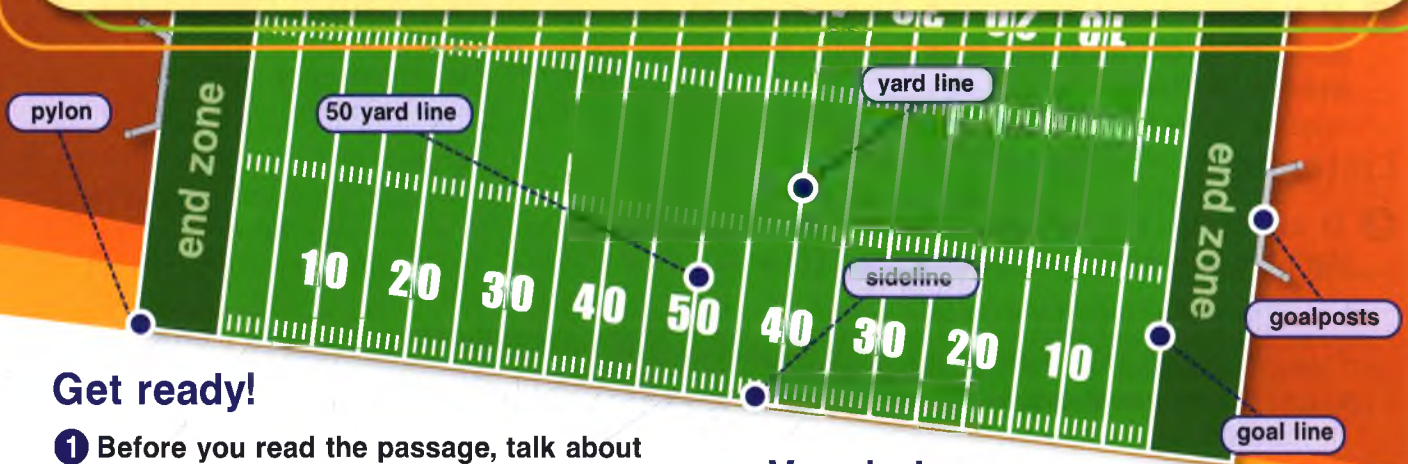 pylon
end zone
50 yard line
yard line
end zone
10 20 30 40 50 40 30 20 10
sideline
goalposts
goal line
Get ready!
1 Before you read the passage, talk about